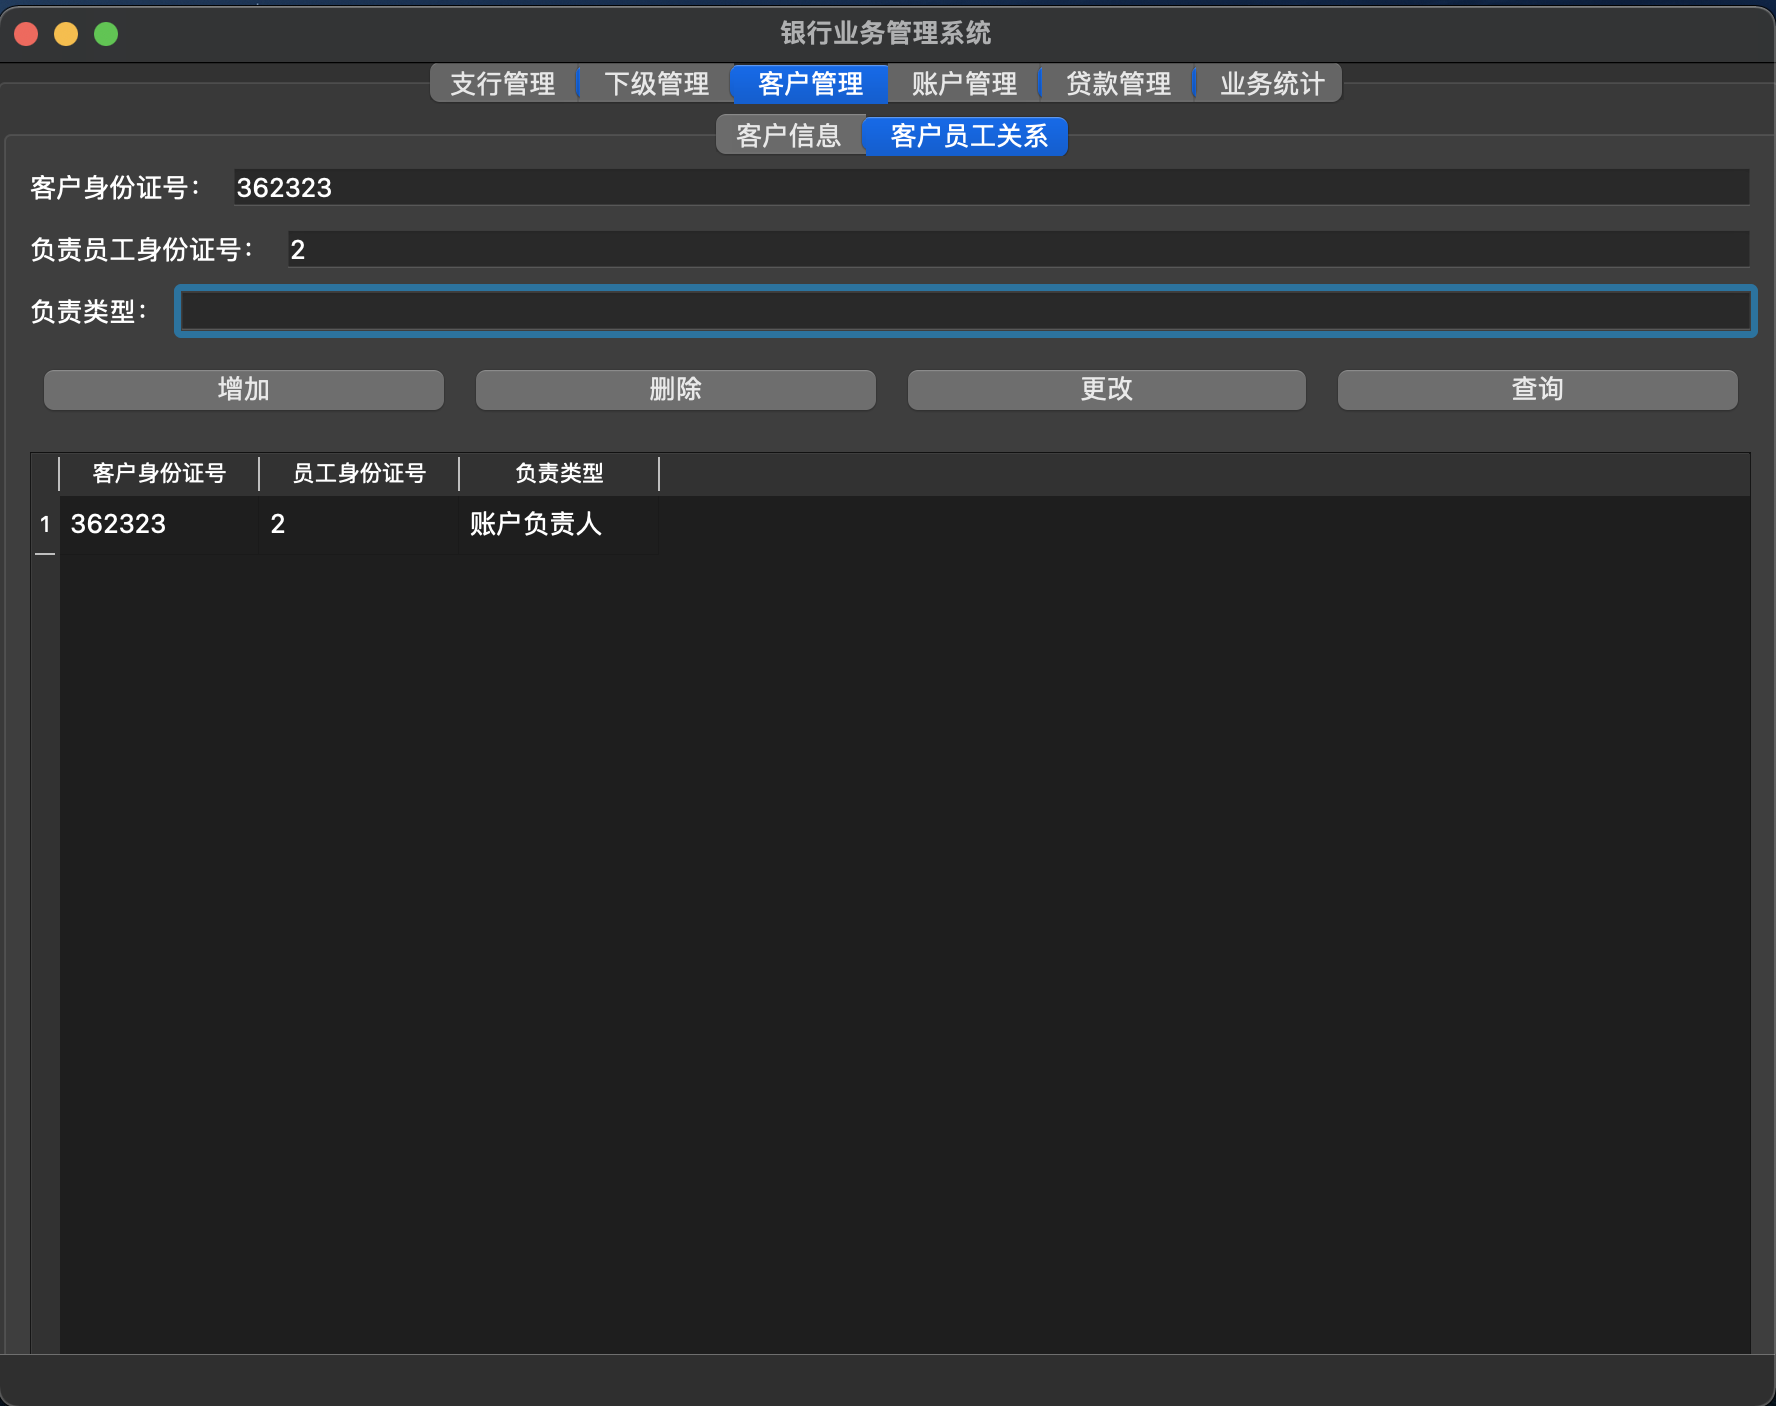 银行业务管理系统
支行管理 下级管理 客户管理 账户管理 贷款管理 业务统计
客户信息 客户员工关系
客户身份证号： 362323
负责员工身份证号： 2
负责类型：
增加 删除 更改 查询
客户身份证号 员工身份证号 负责类型
1 362323 2 账户负责人